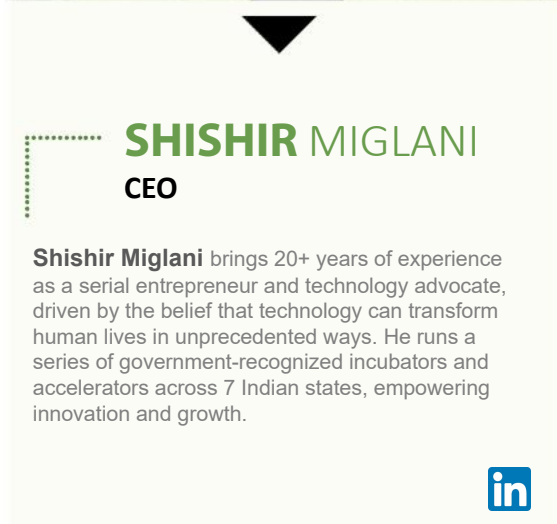 SHISHIR MIGLANI
CEO
Shishir Miglani brings 20+ years of experience
as a serial entrepreneur and technology advocate,
driven by the belief that technology can transform
human lives in unprecedented ways. He runs a
series of government-recognized incubators and
accelerators across 7 Indian states, empowering
innovation and growth.
in